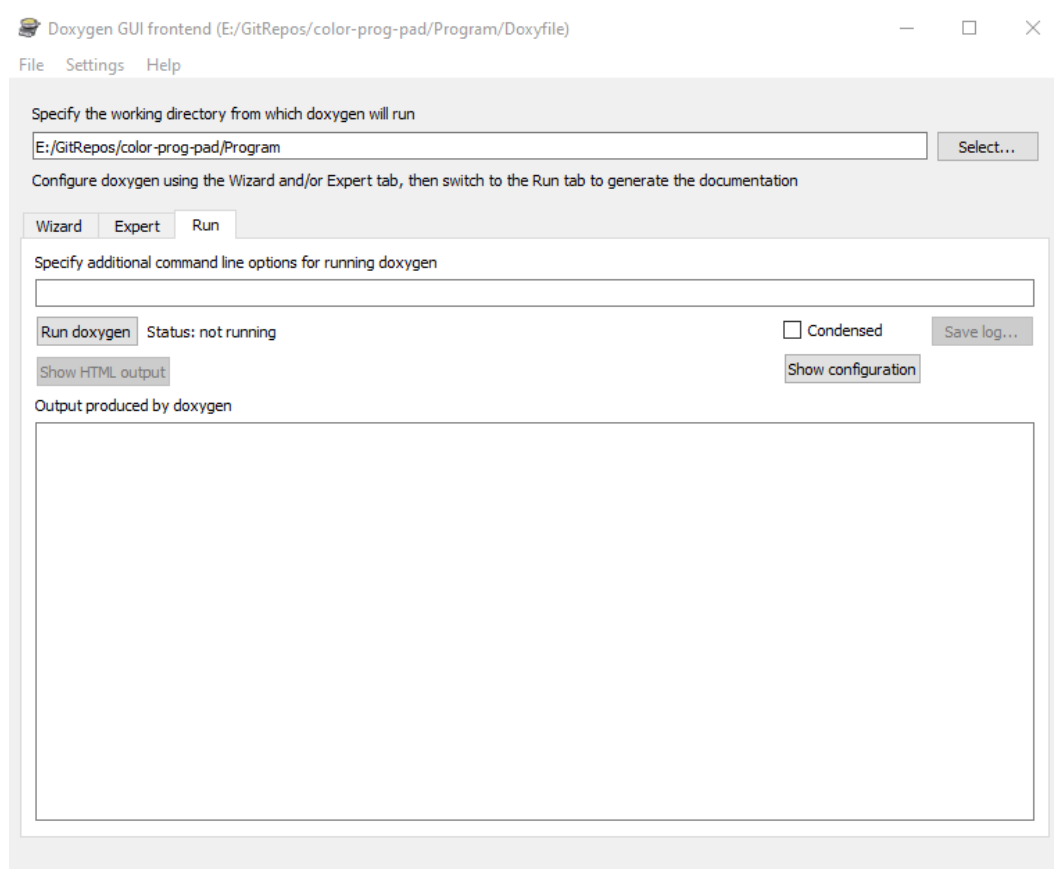 Doxygen GUI frontend (E:/GitRepos/color-prog-pad/Program/Doxyfile)
File Settings Help
Specify the working directory from which doxygen will run
E:/GitRepos/color-prog-pad/Program Select...
Configure doxygen using the Wizard and/or Expert tab, then switch to the Run tab to generate the documentation
Wizard Expert Run
Specify additional command line options for running doxygen
Run doxygen Status: not running Condensed Save log...
Show HTML output Show configuration
Output produced by doxygen